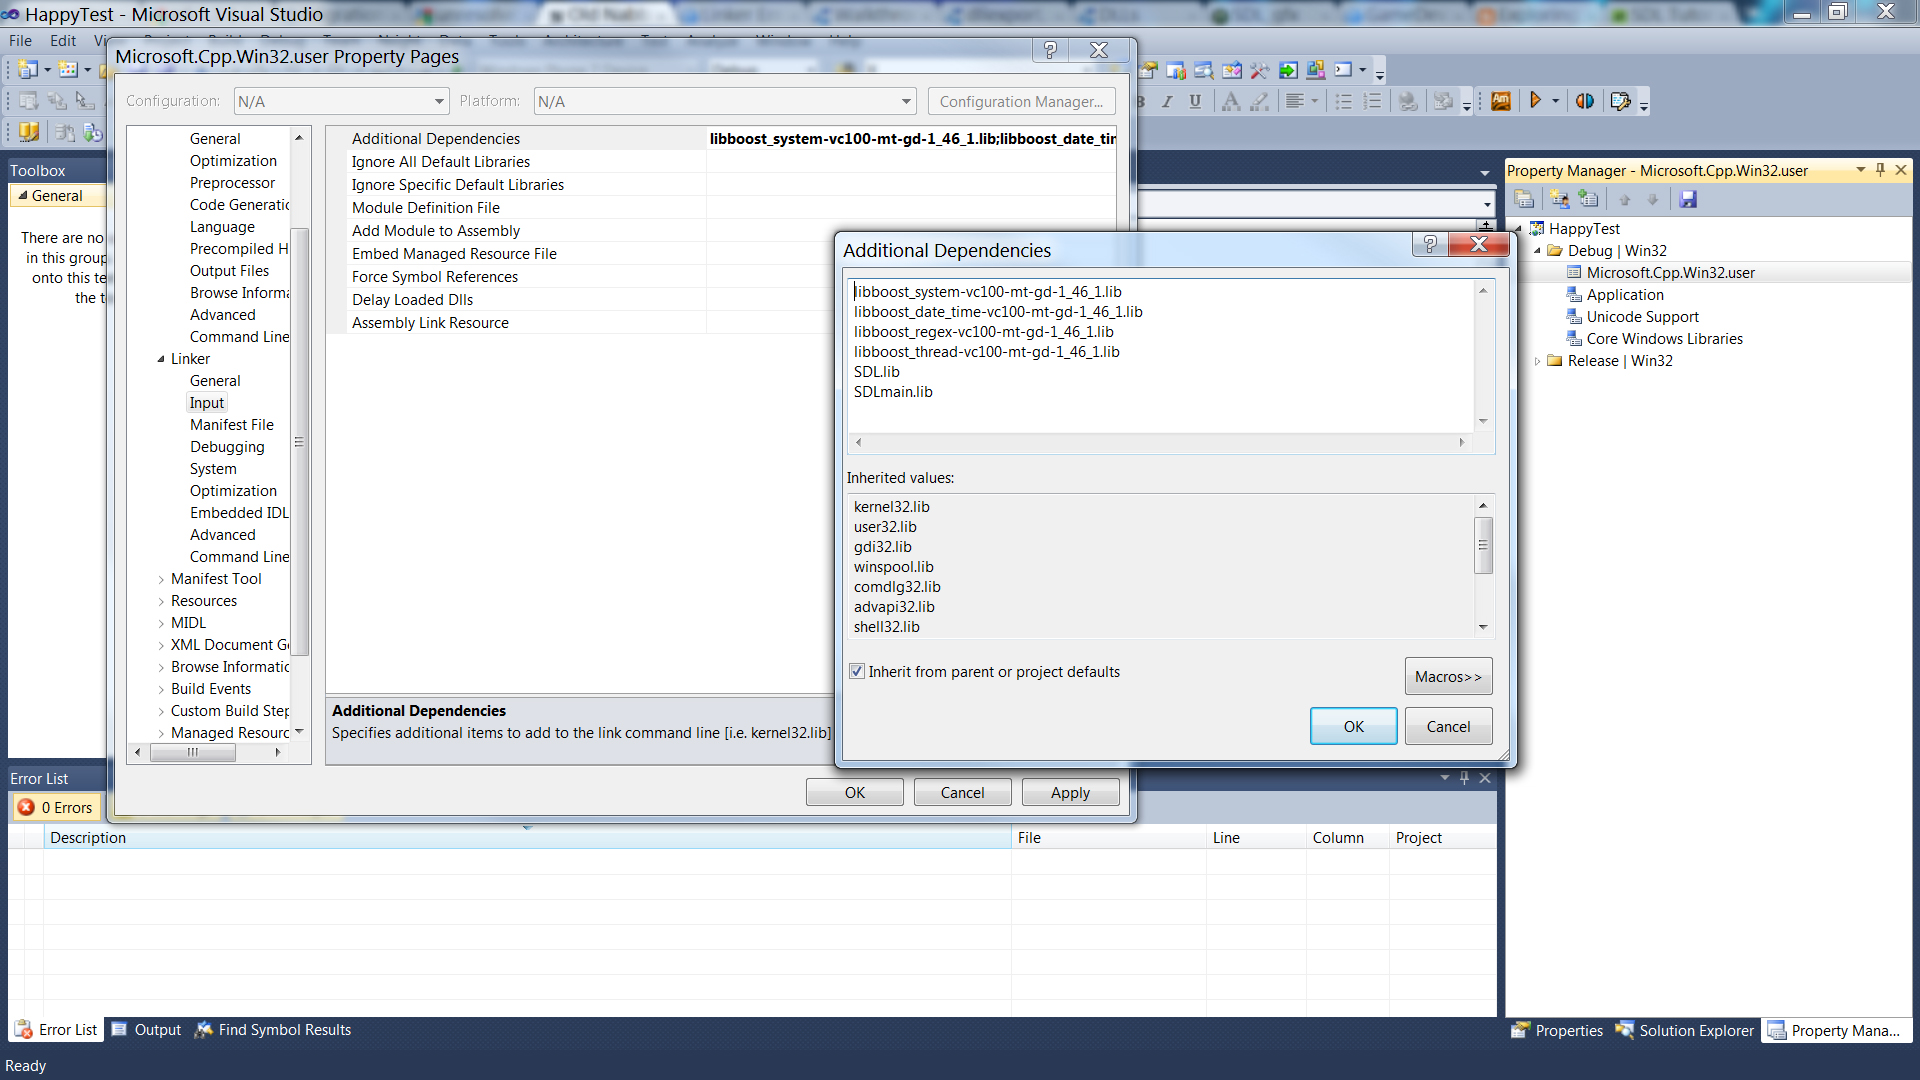 HappyTest - Microsoft Visual Studio
File Edit
Microsoft.Cpp.Win32.user Property Pages
Configuration: N/A Platform: N/A Configuration Manager...
General
Optimization
Preprocessor
Code Generatic
Language
Precompiled H
Output Files
Browse Informa
Advanced
Command Line
Linker
General
Input
Manifest File
Debugging
System
Optimization
Embedded IDL
Advanced
Command Line
Manifest Tool
Resources
MIDL
XML Document Ge
Browse Informatic
Build Events
Custom Build Step
Managed Resourc
Additional Dependencies libboost_system-vc100-mt-gd-1_46_1.lib;libboost_date_tin
Ignore All Default Libraries
Ignore Specific Default Libraries
Module Definition File
Add Module to Assembly
Embed Managed Resource File
Force Symbol References
Delay Loaded Dlls
Assembly Link Resource
Additional Dependencies
Specifies additional items to add to the link command line [i.e. kernel32.lib]
OK Cancel Apply
Toolbox
General
There are no
in this group
onto this te
the t
Additional Dependencies
libboost_system-vc100-mt-gd-1_46_1.lib
libboost_date_time-vc100-mt-gd-1_46_1.lib
libboost_regex-vc100-mt-gd-1_46_1.lib
libboost_thread-vc100-mt-gd-1_46_1.lib
SDL.lib
SDLmain.lib
Inherited values:
kernel32.lib
user32.lib
gdi32.lib
winspool.lib
comdlg32.lib
advapi32.lib
shell32.lib
Inherit from parent or project defaults
Macros>>
OK Cancel
Property Manager - Microsoft.Cpp.Win32.user
HappyTest
Debug | Win32
Microsoft.Cpp.Win32.user
Application
Unicode Support
Core Windows Libraries
Release | Win32
Error List
0 Errors
Description File Line Column Project
Error List Output Find Symbol Results
Properties Solution Explorer Property Mana...
Ready